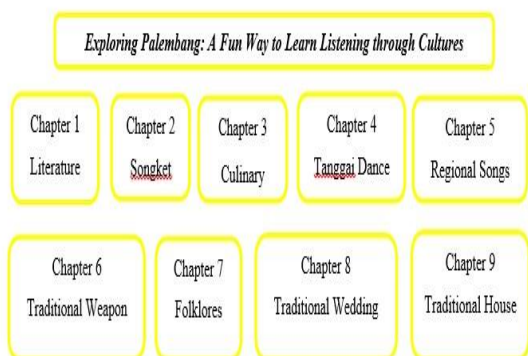 Exploring Palembang: A Fun Way to Learn Listening through Cultures
Chapter 1
Literature
Chapter 2
Songket
Chapter 3
Culinary
Chapter 4
Tanggai Dance
Chapter 5
Regional Songs
Chapter 6
Traditional Weapon
Chapter 7
Folklores
Chapter 8
Traditional Wedding
Chapter 9
Traditional House